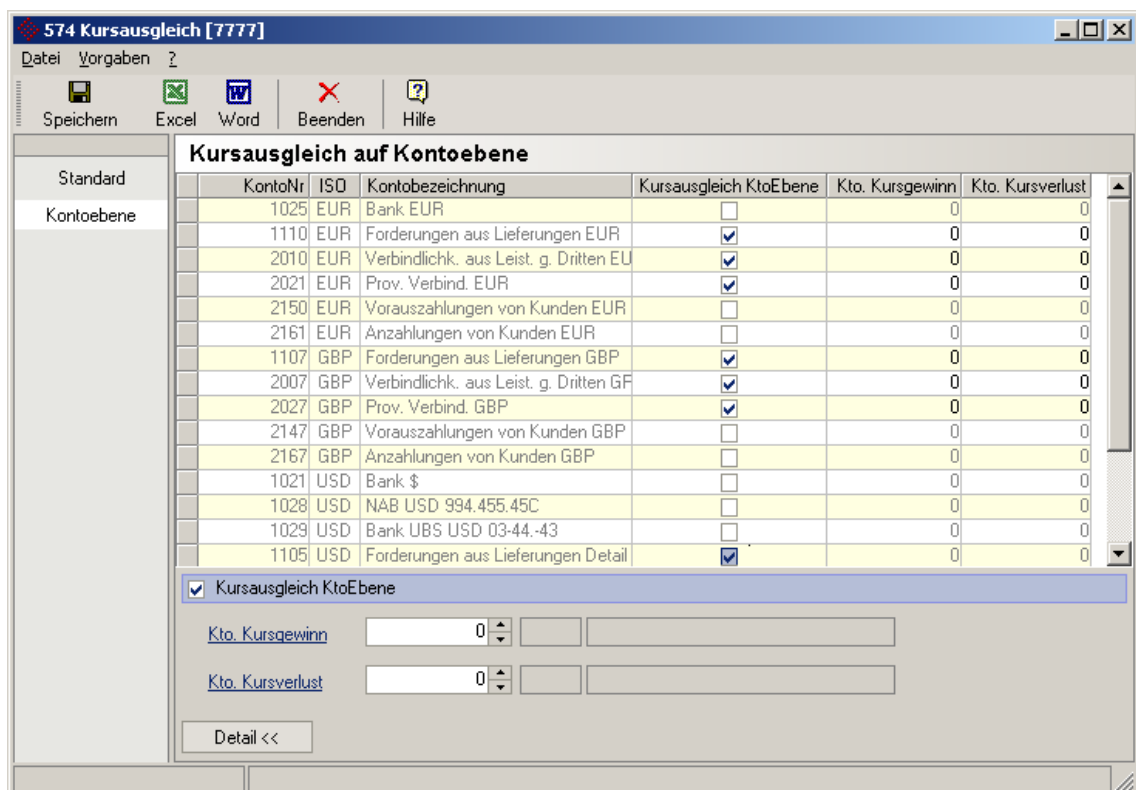 574 Kursausgleich [7777]
Datei Vorgaben ?
Speichern Excel Word Beenden Hilfe
Standard
Kontoebene
Kursausgleich auf Kontoebene
KontoNr ISO Kontobezeichnung Kursausgleich KtoEbene Kto. Kursgewinn Kto. Kursverlust
1025 EUR Bank EUR 0 0
1110 EUR Forderungen aus Lieferungen EUR 0 0
2010 EUR Verbindlichk. aus Leist. g. Dritten EU 0 0
2021 EUR Prov. Verbind. EUR 0 0
2150 EUR Vorauszahlungen von Kunden EUR 0 0
2161 EUR Anzahlungen von Kunden EUR 0 0
1107 GBP Forderungen aus Lieferungen GBP 0 0
2007 GBP Verbindlichk. aus Leist. g. Dritten GF 0 0
2027 GBP Prov. Verbind. GBP 0 0
2147 GBP Vorauszahlungen von Kunden GBP 0 0
2167 GBP Anzahlungen von Kunden GBP 0 0
1021 USD Bank $ 0 0
1028 USD NAB USD 994.455.45C 0 0
1029 USD Bank UBS USD 03-44.-43 0 0
1105 USD Forderungen aus Lieferungen Detail 0 0
Kursausgleich KtoEbene
Kto. Kursgewinn 0
Kto. Kursverlust 0
Detail <<